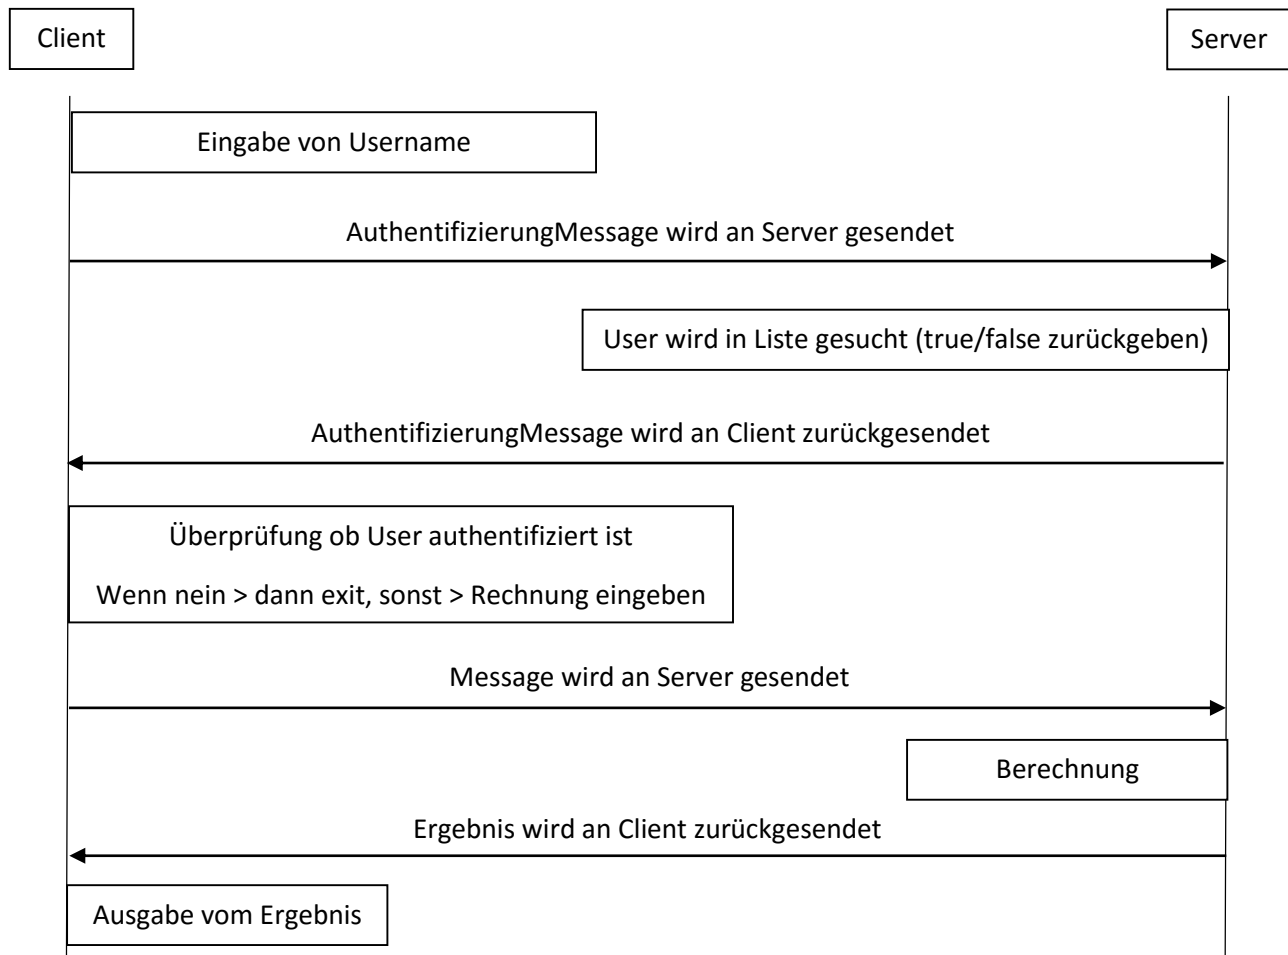 Client
Server
Eingabe von Username
AuthentifizierungMessage wird an Server gesendet
User wird in Liste gesucht (true/false zurückgeben)
AuthentifizierungMessage wird an Client zurückgesendet
Überprüfung ob User authentifiziert ist
Wenn nein > dann exit, sonst > Rechnung eingeben
Message wird an Server gesendet
Berechnung
Ergebnis wird an Client zurückgesendet
Ausgabe vom Ergebnis